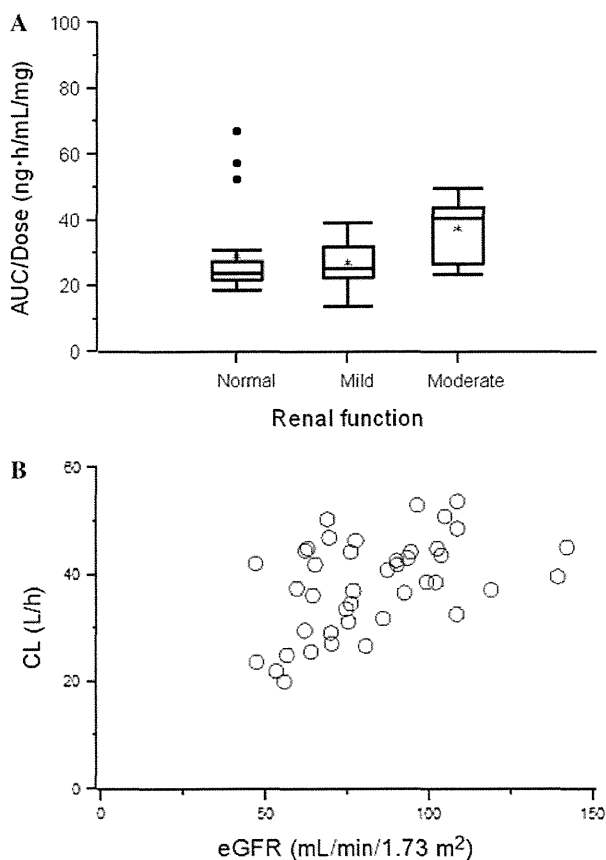 A
100
80
60
40
20
0
AUC/Dose (ng·h/mL/mg)
Normal Mild Moderate
Renal function
B
60
40
20
0
CL (L/h)
0 50 100 150
eGFR (mL/min/1.73 m²)